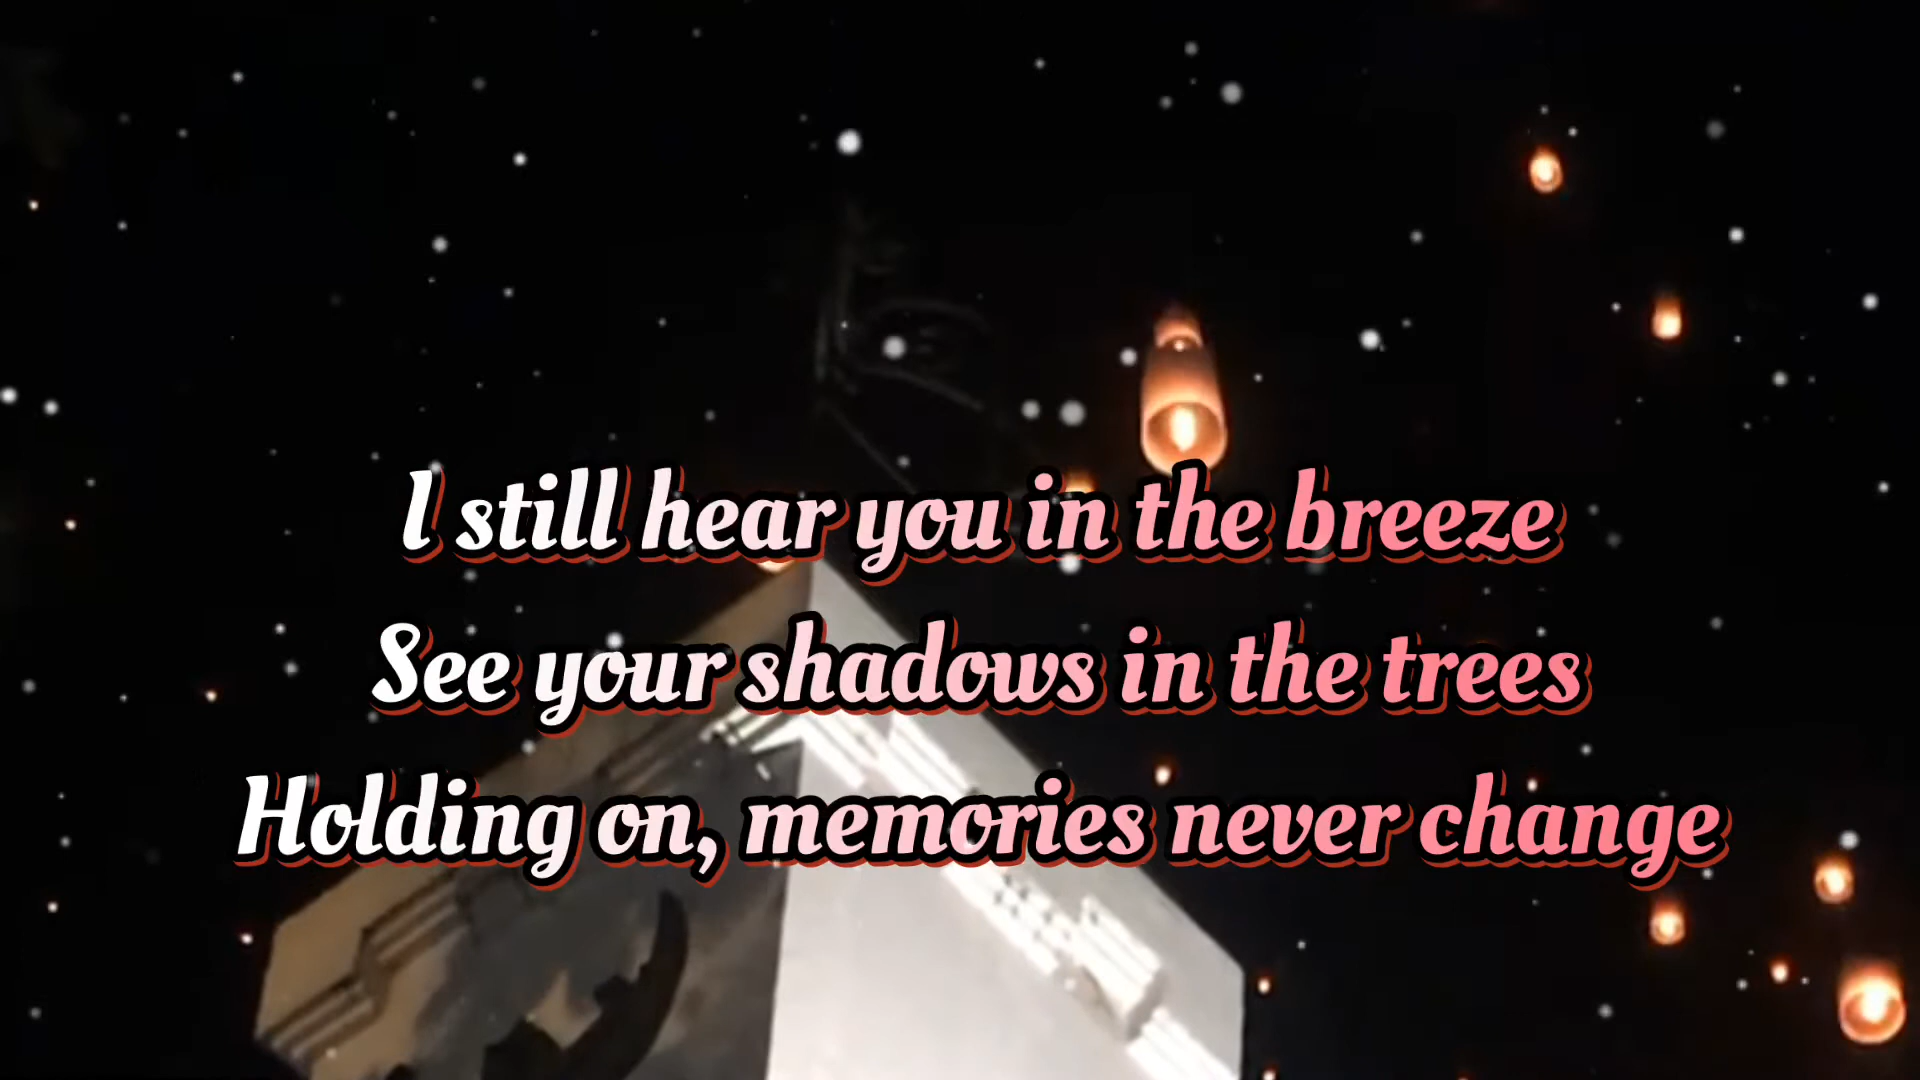 I still hear you in the breeze
See your shadows in the trees
Holding on, memories never change